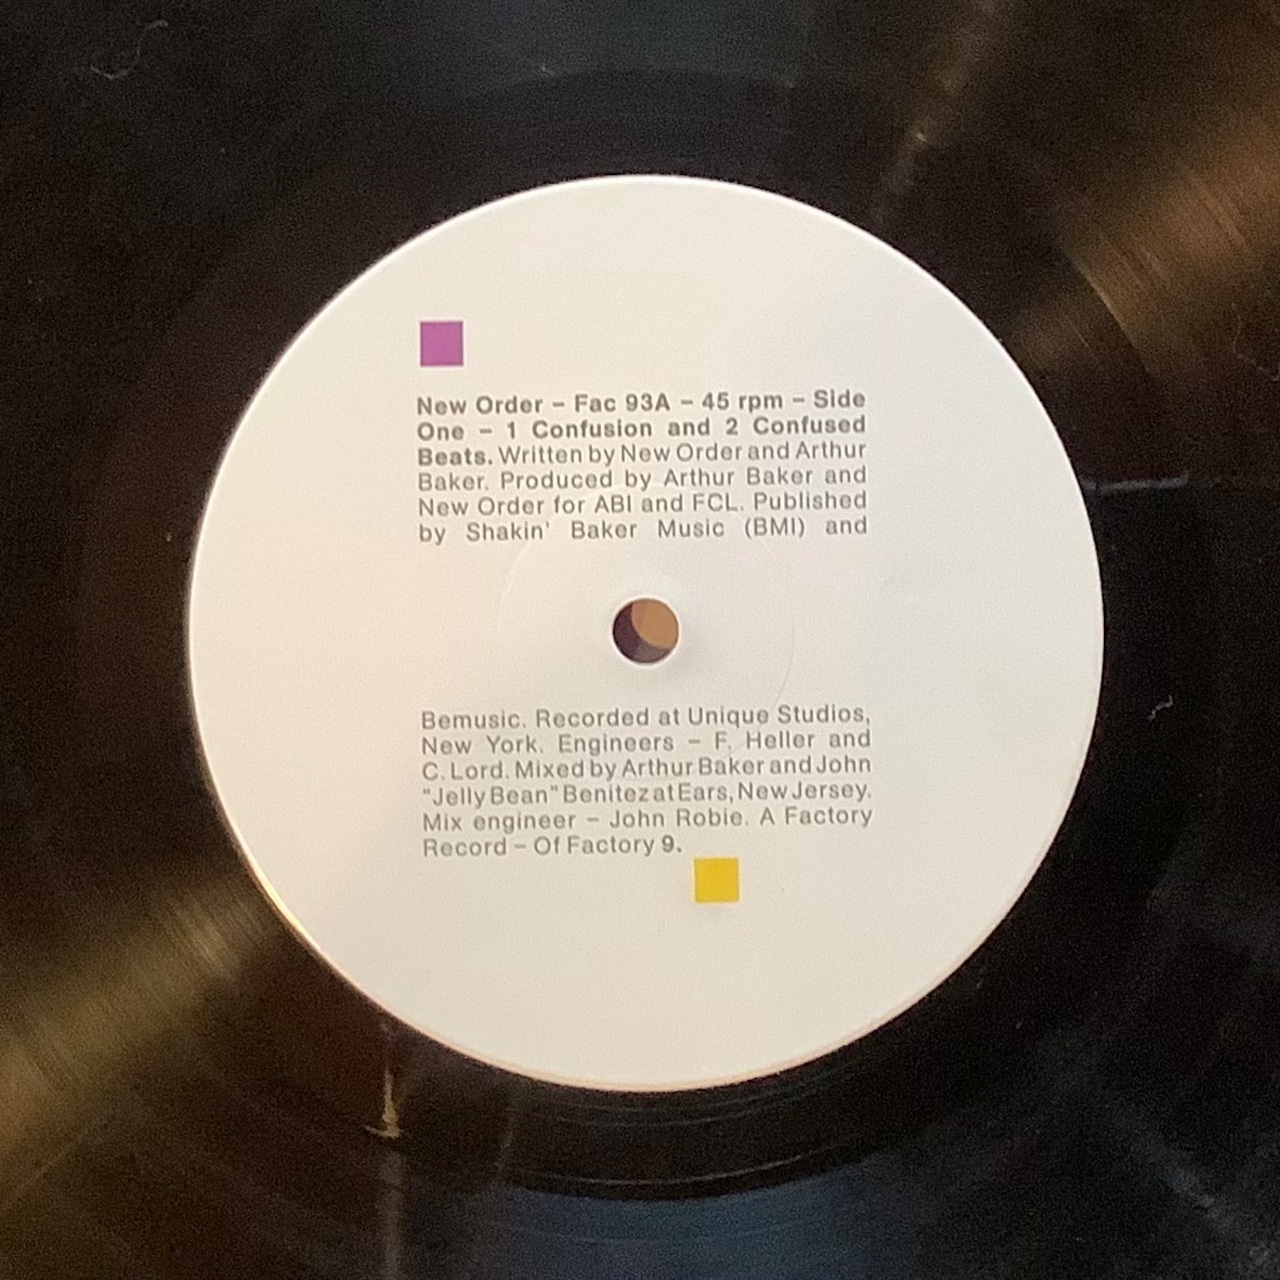 New Order – Fac 93A – 45 rpm – Side
One – 1 Confusion and 2 Confused
Beats. Written by New Order and Arthur
Baker. Produced by Arthur Baker and
New Order for ABI and FCL. Published
by Shakin' Baker Music (BMI) and
Bemusic. Recorded at Unique Studios,
New York. Engineers – F. Heller and
C. Lord. Mixed by Arthur Baker and John
"Jelly Bean" Benitez at Ears, New Jersey.
Mix engineer – John Robie. A Factory
Record – Of Factory 9.